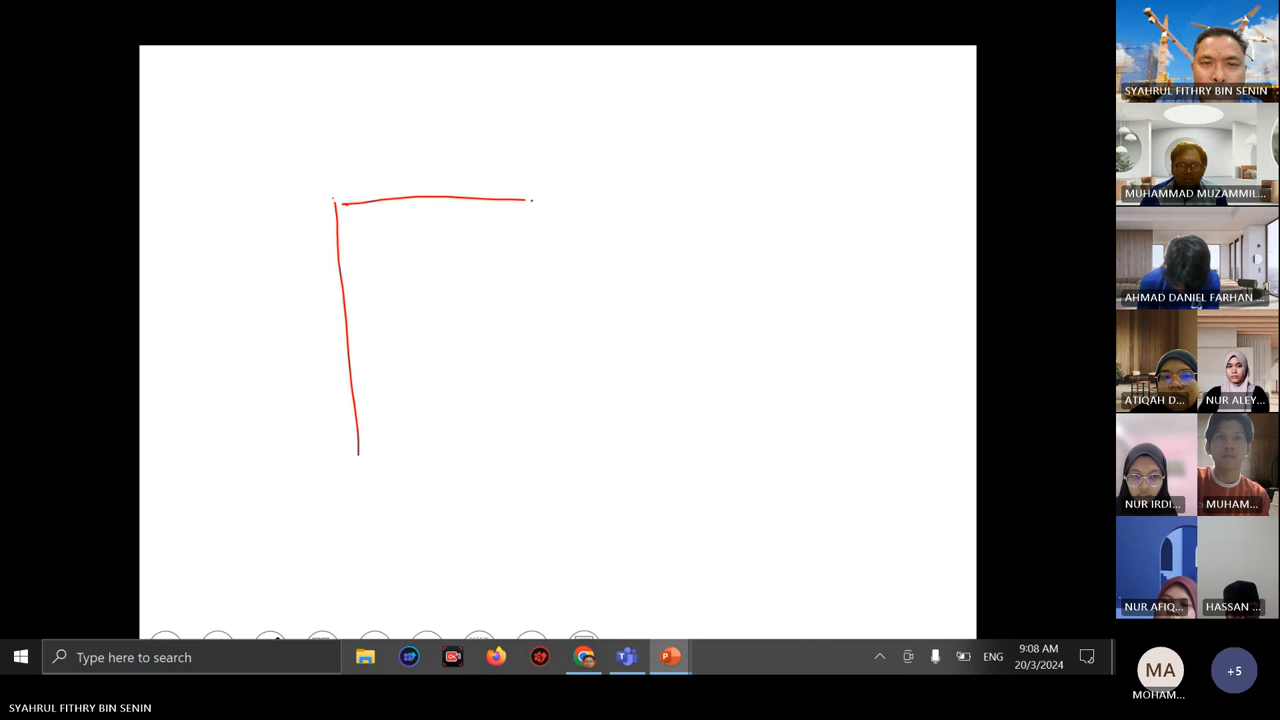 SYAHRUL FITHRY BIN SENIN
MUHAMMAD MUZAMMIL...
AHMAD DANIEL FARHAN ...
ATIQAH D...
NUR ALEY...
NUR IRDI...
MUHAM...
NUR AFIQ...
HASSAN
MA
MOHAM...
+5
Type here to search
ENG
9:08 AM
20/3/2024
SYAHRUL FITHRY BIN SENIN